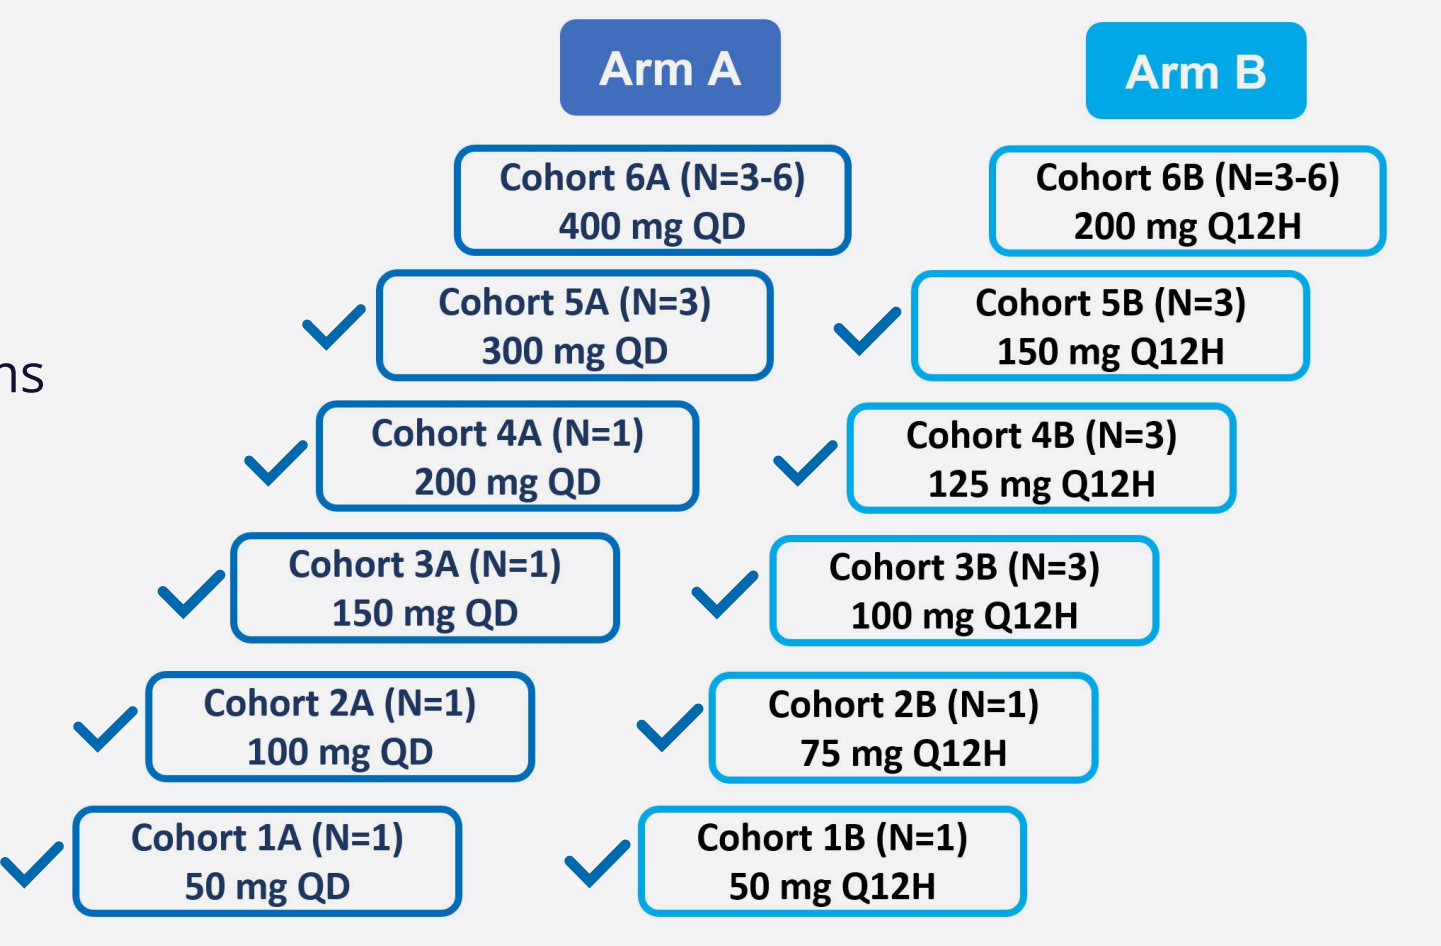 Arm A
Arm B
Cohort 6A (N=3-6)
400 mg QD
Cohort 6B (N=3-6)
200 mg Q12H
Cohort 5A (N=3)
300 mg QD
Cohort 5B (N=3)
150 mg Q12H
ns
Cohort 4A (N=1)
200 mg QD
Cohort 4B (N=3)
125 mg Q12H
Cohort 3A (N=1)
150 mg QD
Cohort 3B (N=3)
100 mg Q12H
Cohort 2A (N=1)
100 mg QD
Cohort 2B (N=1)
75 mg Q12H
Cohort 1A (N=1)
50 mg QD
Cohort 1B (N=1)
50 mg Q12H